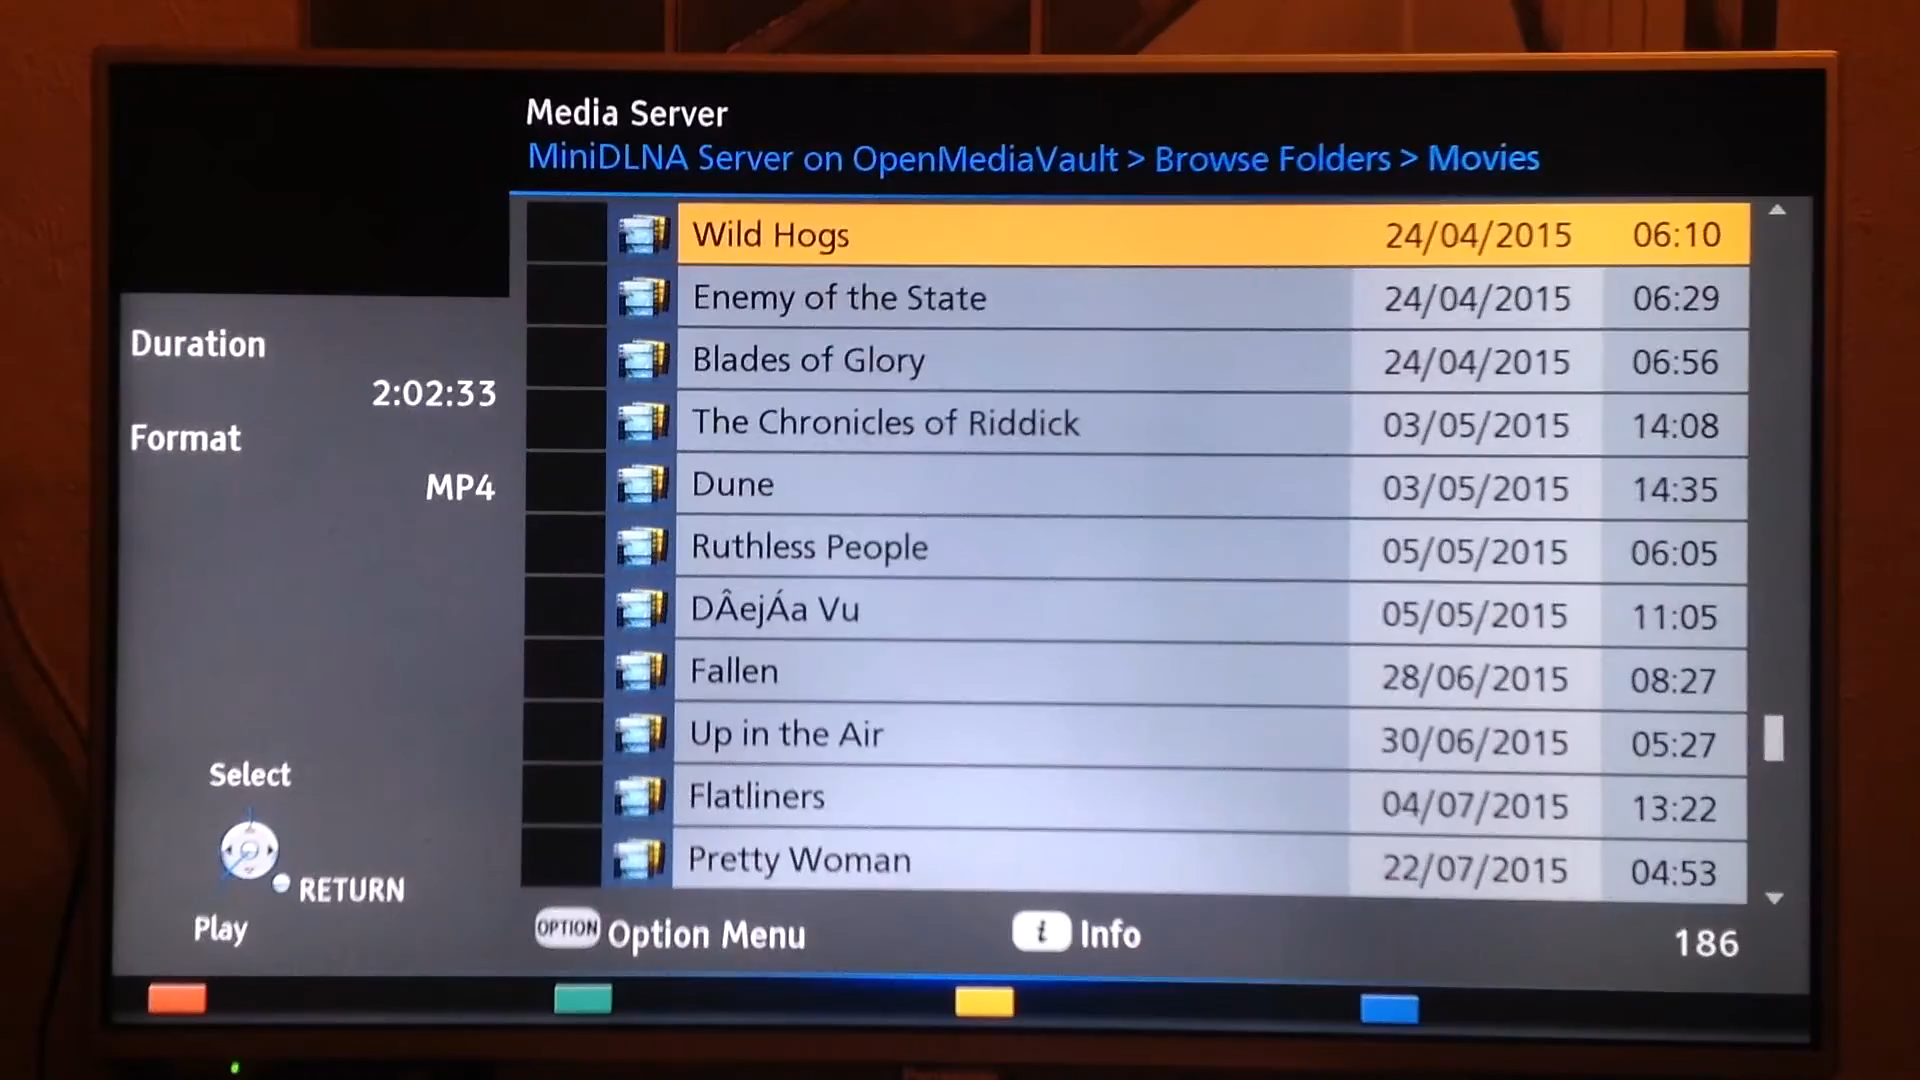 Media Server
MiniDLNA Server on OpenMediaVault > Browse Folders > Movies
Wild Hogs 24/04/2015 06:10
Enemy of the State 24/04/2015 06:29
Blades of Glory 24/04/2015 06:56
The Chronicles of Riddick 03/05/2015 14:08
Dune 03/05/2015 14:35
Ruthless People 05/05/2015 06:05
DÂejÁa Vu 05/05/2015 11:05
Fallen 28/06/2015 08:27
Up in the Air 30/06/2015 05:27
Flatliners 04/07/2015 13:22
Pretty Woman 22/07/2015 04:53
Duration
2:02:33
Format
MP4
Select
RETURN
Play
OPTION Option Menu
i Info
186